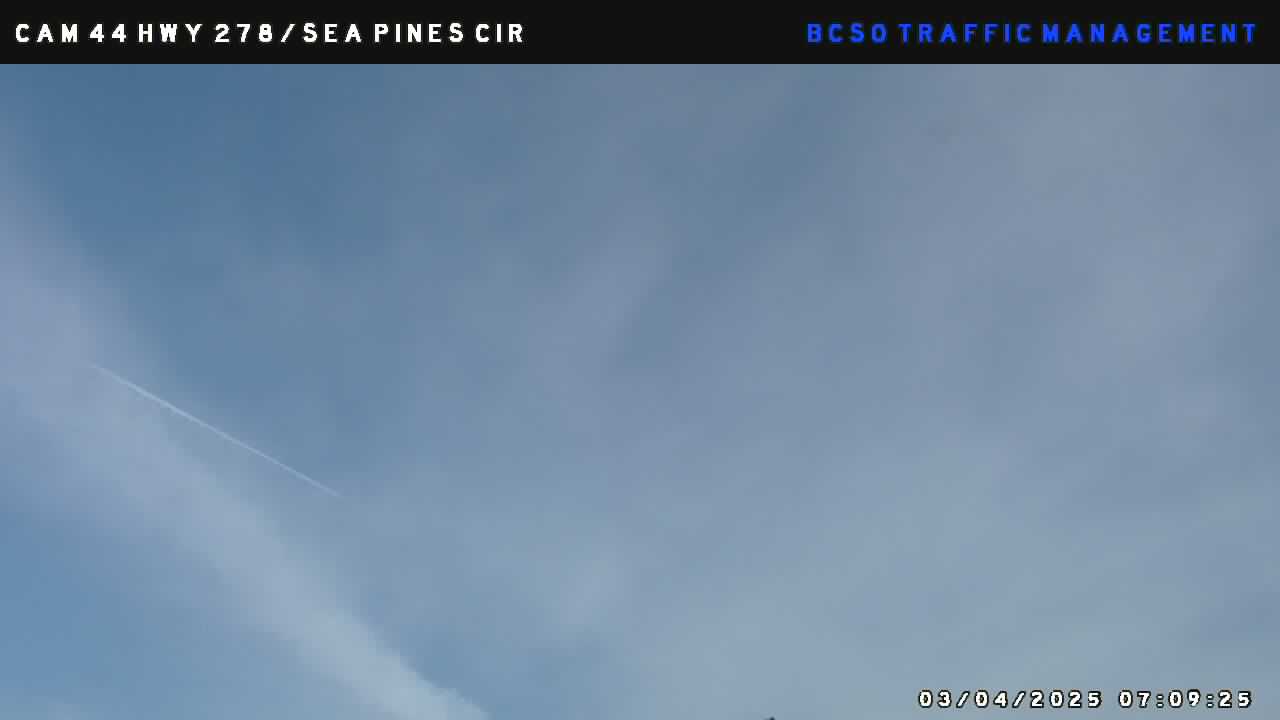 CAM 44 HWY 278/SEA PINES CIR
BCSO TRAFFIC MANAGEMENT
03/04/2025 07:09:25